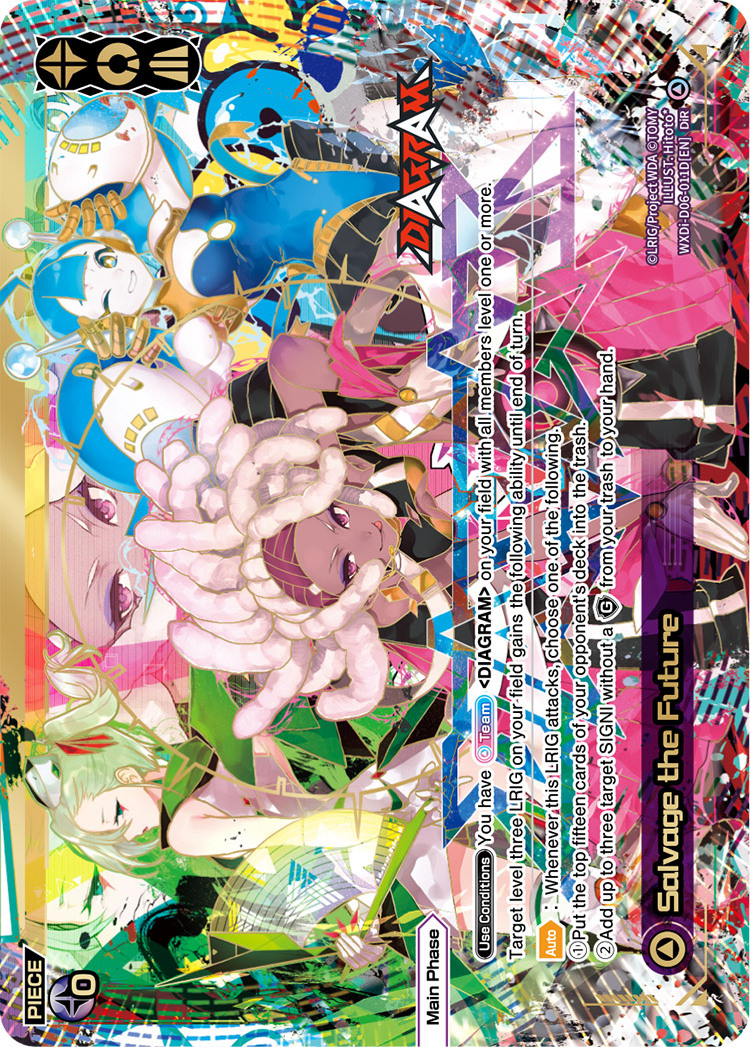 PIECE
0
DIAGRAM
Main Phase
Use Conditions You have Team <DIAGRAM> on your field with all members level one or more.
Target level three LRIG on your field gains the following ability until end of turn.
Auto : Whenever this LRIG attacks, choose one of the following.
①Put the top fifteen cards of your opponent's deck into the trash.
②Add up to three target SIGNI without a G from your trash to your hand.
Salvage the Future
©LRIG/Project WDA ©TOMY
ILLUST. Hitoto*
WXDi-D06-011D[EN] DIR